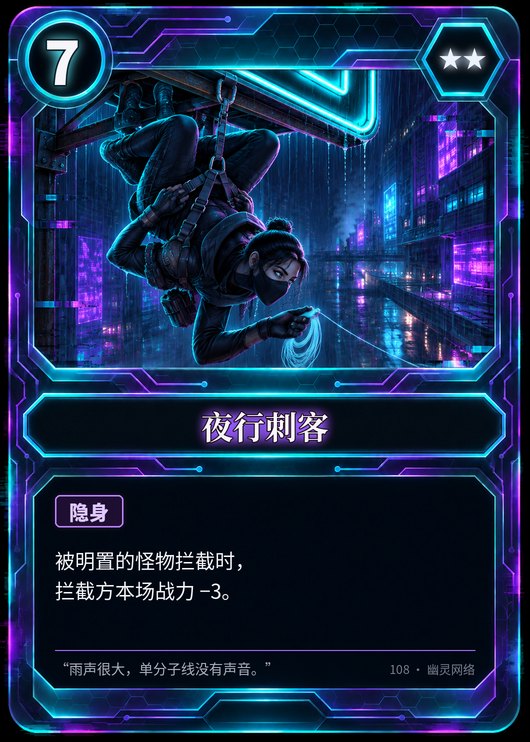 7
★★
夜行刺客
隐身
被明置的怪物拦截时，
拦截方本场战力 −3。
“雨声很大，单分子线没有声音。”
108 · 幽灵网络